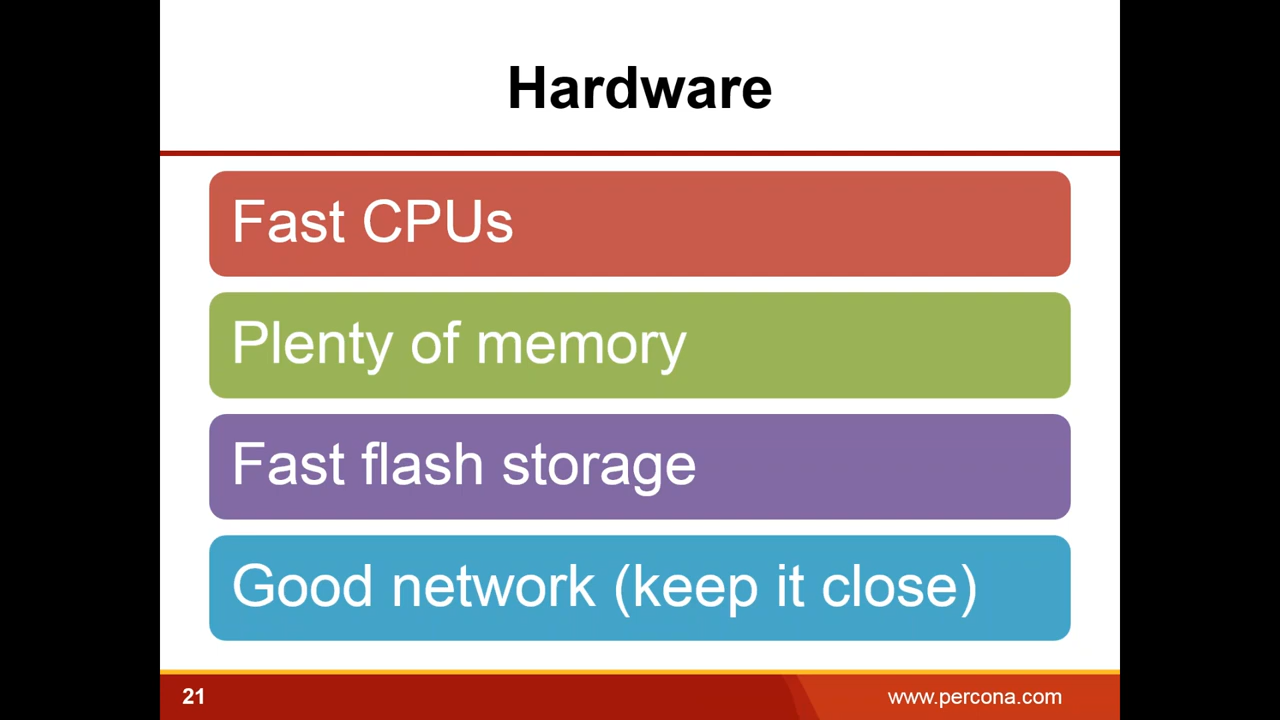 Hardware
Fast CPUs
Plenty of memory
Fast flash storage
Good network (keep it close)
21
www.percona.com